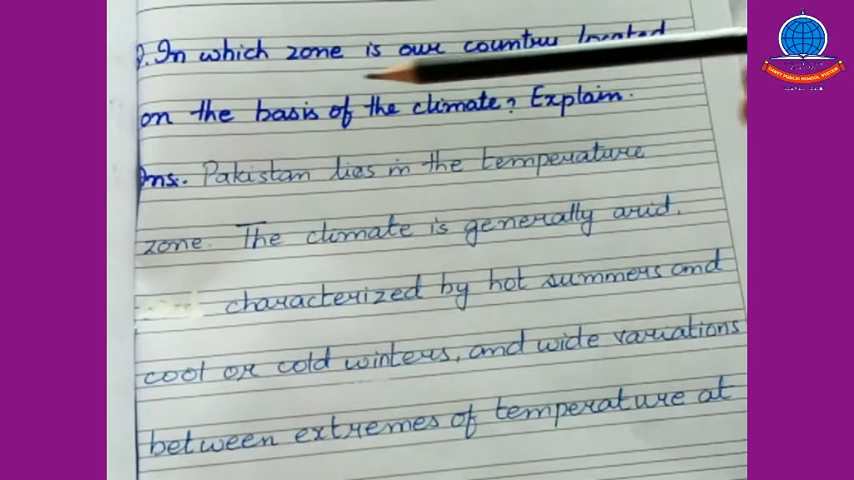 Q. In which zone is our country located
on the basis of the climate? Explain.
Ans. Pakistan lies in the temperature
zone. The climate is generally arid.
characterized by hot summers and
cool or cold winters, and wide variations
between extremes of temperature at